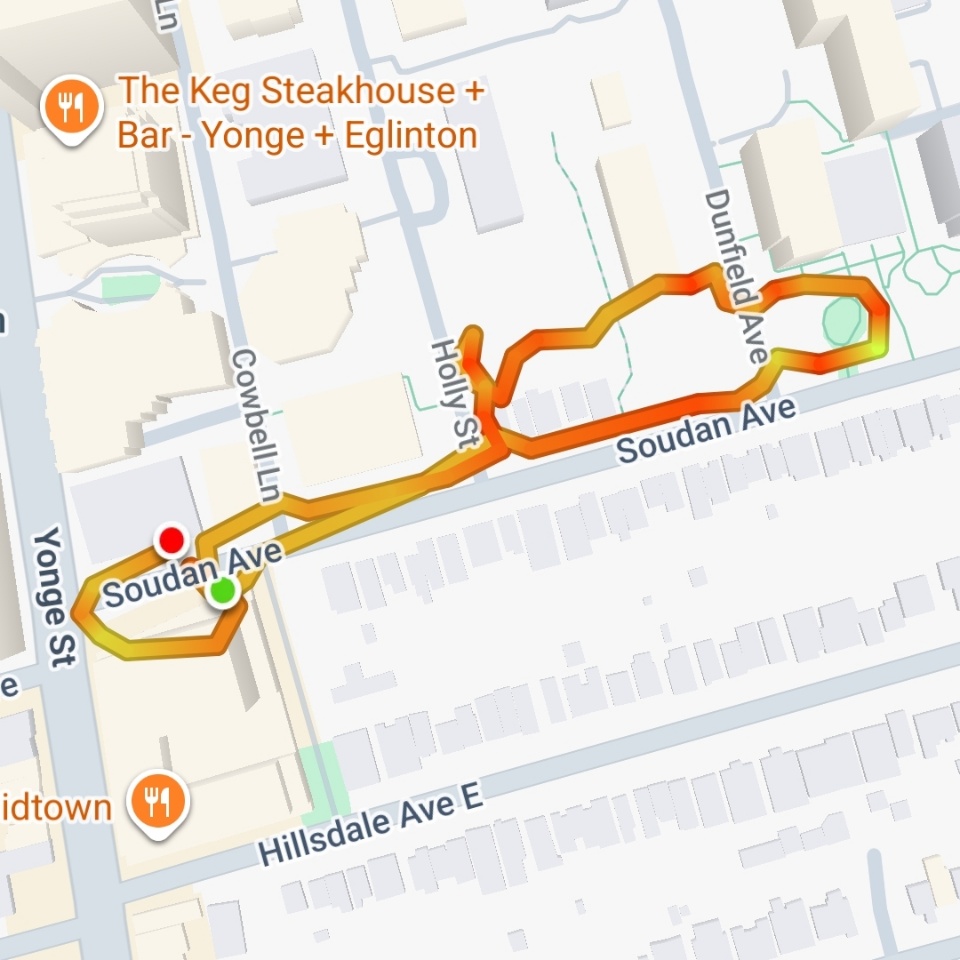 Ln
The Keg Steakhouse +
Bar - Yonge + Eglinton
Dunfield Ave
Holly St
Cowbell Ln
Soudan Ave
Soudan Ave
Yonge St
idtown
Hillsdale Ave E